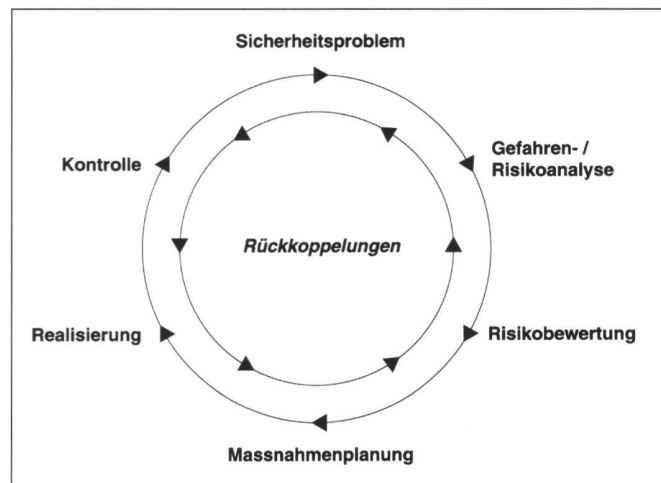 Sicherheitsproblem
Gefahren- /
Risikoanalyse
Kontrolle
Rückkoppelungen
Realisierung
Risikobewertung
Massnahmenplanung